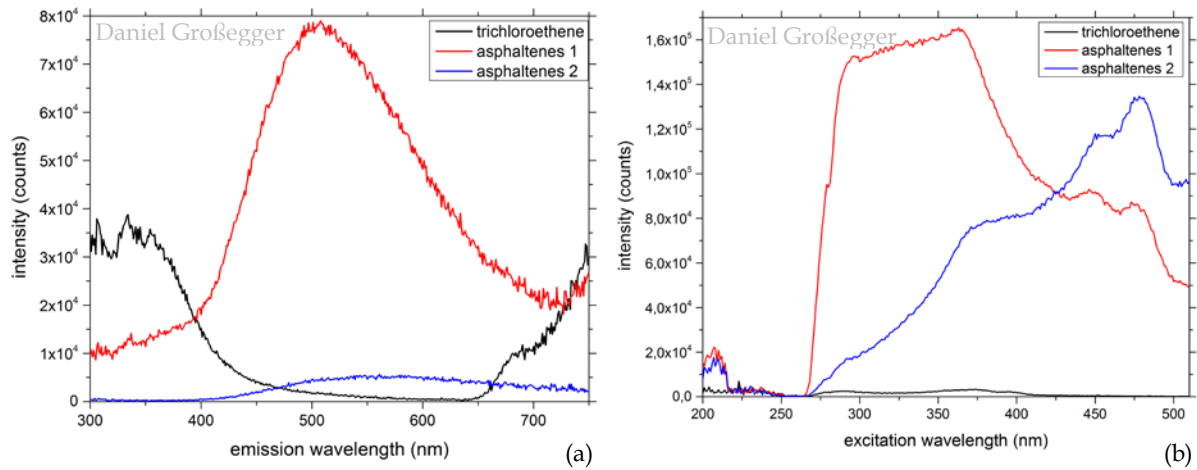 Daniel Großegger
trichloroethene
asphaltenes 1
asphaltenes 2
8x10⁴
7x10⁴
6x10⁴
5x10⁴
4x10⁴
3x10⁴
2x10⁴
1x10⁴
0
intensity (counts)
300 400 500 600 700
emission wavelength (nm)
(a)
Daniel Großegger
trichloroethene
asphaltenes 1
asphaltenes 2
1,6x10⁵
1,4x10⁵
1,2x10⁵
1,0x10⁵
8,0x10⁴
6,0x10⁴
4,0x10⁴
2,0x10⁴
0,0
intensity (counts)
200 250 300 350 400 450 500
excitation wavelength (nm)
(b)